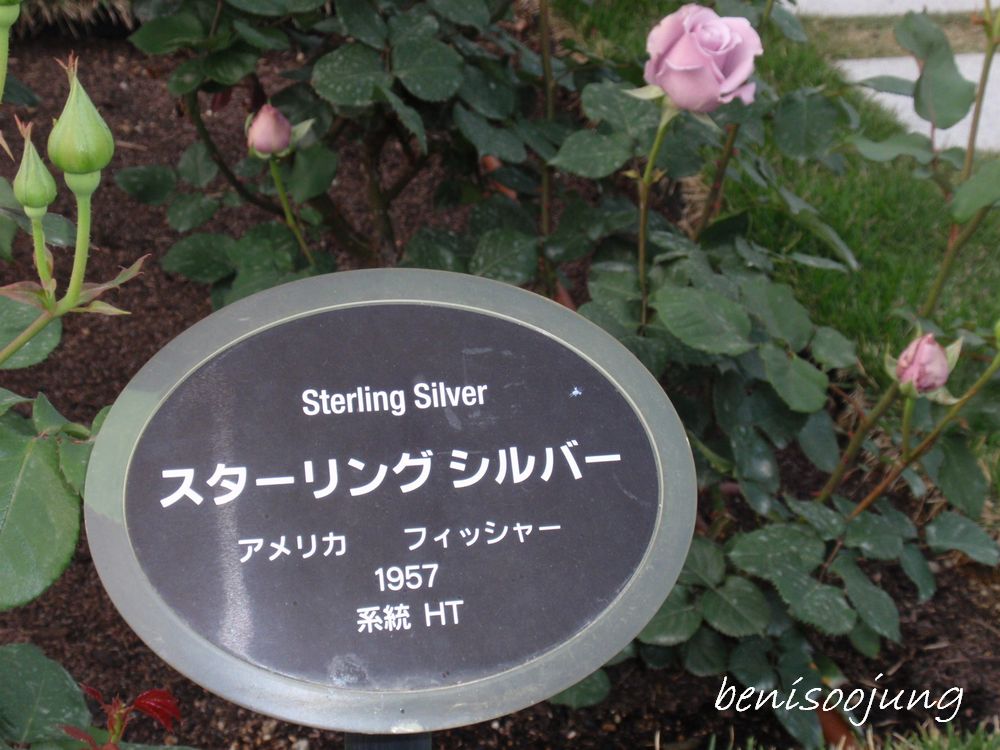 Sterling Silver
スターリング シルバー
アメリカ フィッシャー
1957
系統 HT
benisoojung